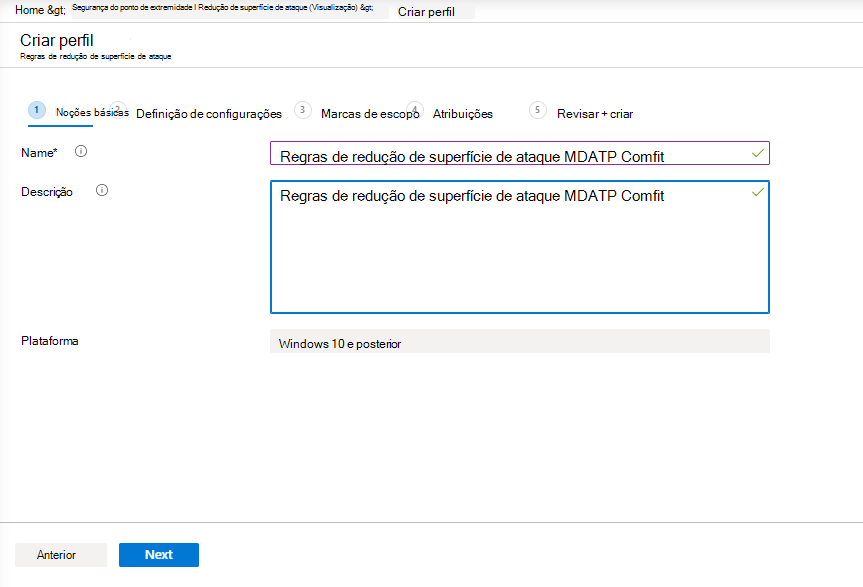 Home &gt; Segurança do ponto de extremidade I Redução de superfície de ataque (Visualização) &gt; Criar perfil
Criar perfil
Regras de redução de superfície de ataque
1 Noções básicas 2 Definição de configurações 3 Marcas de escopo 4 Atribuições 5 Revisar + criar
Name* Regras de redução de superfície de ataque MDATP Comfit
Descrição Regras de redução de superfície de ataque MDATP Comfit
Plataforma Windows 10 e posterior
Anterior Next